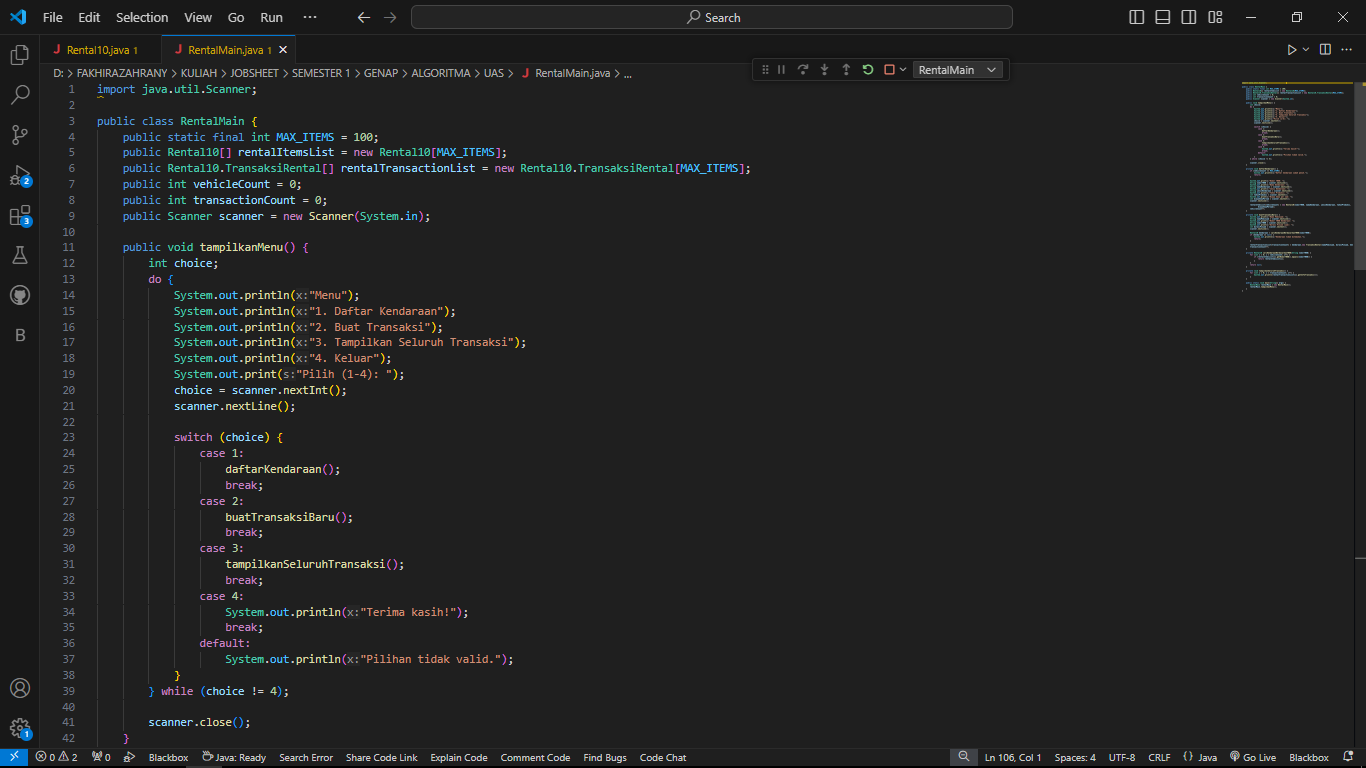 File Edit Selection View Go Run ··· Search
Rental10.java 1 RentalMain.java 1
D: > FAKHIRAZAHRANY > KULIAH > JOBSHEET > SEMESTER 1 > GENAP > ALGORITMA > UAS > J RentalMain.java > ...
RentalMain
1 import java.util.Scanner;
2
3 public class RentalMain {
4 public static final int MAX_ITEMS = 100;
5 public Rental10[] rentalItemsList = new Rental10[MAX_ITEMS];
6 public Rental10.TransaksiRental[] rentalTransactionList = new Rental10.TransaksiRental[MAX_ITEMS];
7 public int vehicleCount = 0;
8 public int transactionCount = 0;
9 public Scanner scanner = new Scanner(System.in);
10
11 public void tampilkanMenu() {
12 int choice;
13 do {
14 System.out.println(x:"Menu");
15 System.out.println(x:"1. Daftar Kendaraan");
16 System.out.println(x:"2. Buat Transaksi");
17 System.out.println(x:"3. Tampilkan Seluruh Transaksi");
18 System.out.println(x:"4. Keluar");
19 System.out.print(s:"Pilih (1-4): ");
20 choice = scanner.nextInt();
21 scanner.nextLine();
22
23 switch (choice) {
24 case 1:
25 daftarKendaraan();
26 break;
27 case 2:
28 buatTransaksiBaru();
29 break;
30 case 3:
31 tampilkanSeluruhTransaksi();
32 break;
33 case 4:
34 System.out.println(x:"Terima kasih!");
35 break;
36 default:
37 System.out.println(x:"Pilihan tidak valid.");
38 }
39 } while (choice != 4);
40
41 scanner.close();
42 }
2
3
B
1
0 2 0 Blackbox Java: Ready Search Error Share Code Link Explain Code Comment Code Find Bugs Code Chat Ln 106, Col 1 Spaces: 4 UTF-8 CRLF {} Java Go Live Blackbox